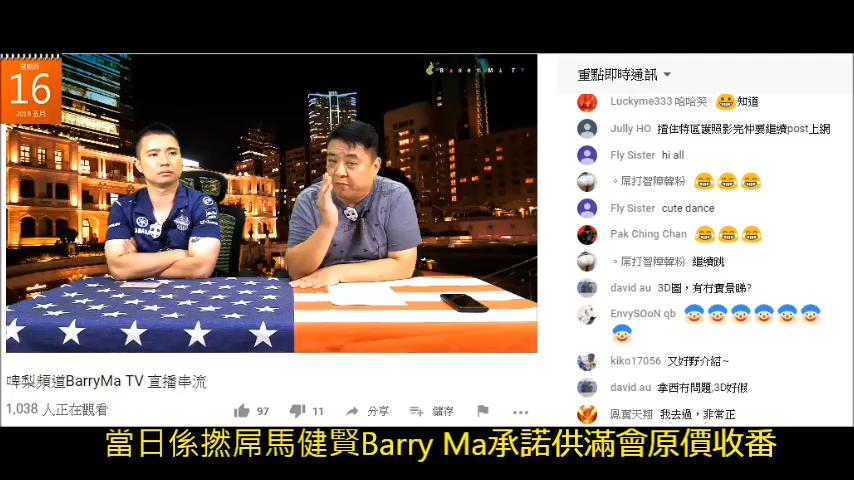 星期四
16
2019 五月
BARRY MA TV
重點即時通訊
Luckyme333 哈哈笑 😬知道
Jully HO 擅住特區護照影完仲要繼續post上網
Fly Sister hi all
。屌打智障韓粉 😂😂😂
Fly Sister cute dance
Pak Ching Chan 😂😂😂
。屌打智障韓粉 繼續跳
david au 3D圖，有冇實景睇?
EnvySOoN qb 🤡🤡🤡🤡🤡🤡
🤡
kiko17056 又好野介紹~
david au 拿西冇問題,3D好假
鳳翼天翔 我去過，非常正
啤梨頻道BarryMa TV 直播串流
1,038 人正在觀看
97
11
分享
儲存
當日係撚屌馬健賢Barry Ma承諾供滿會原價收番